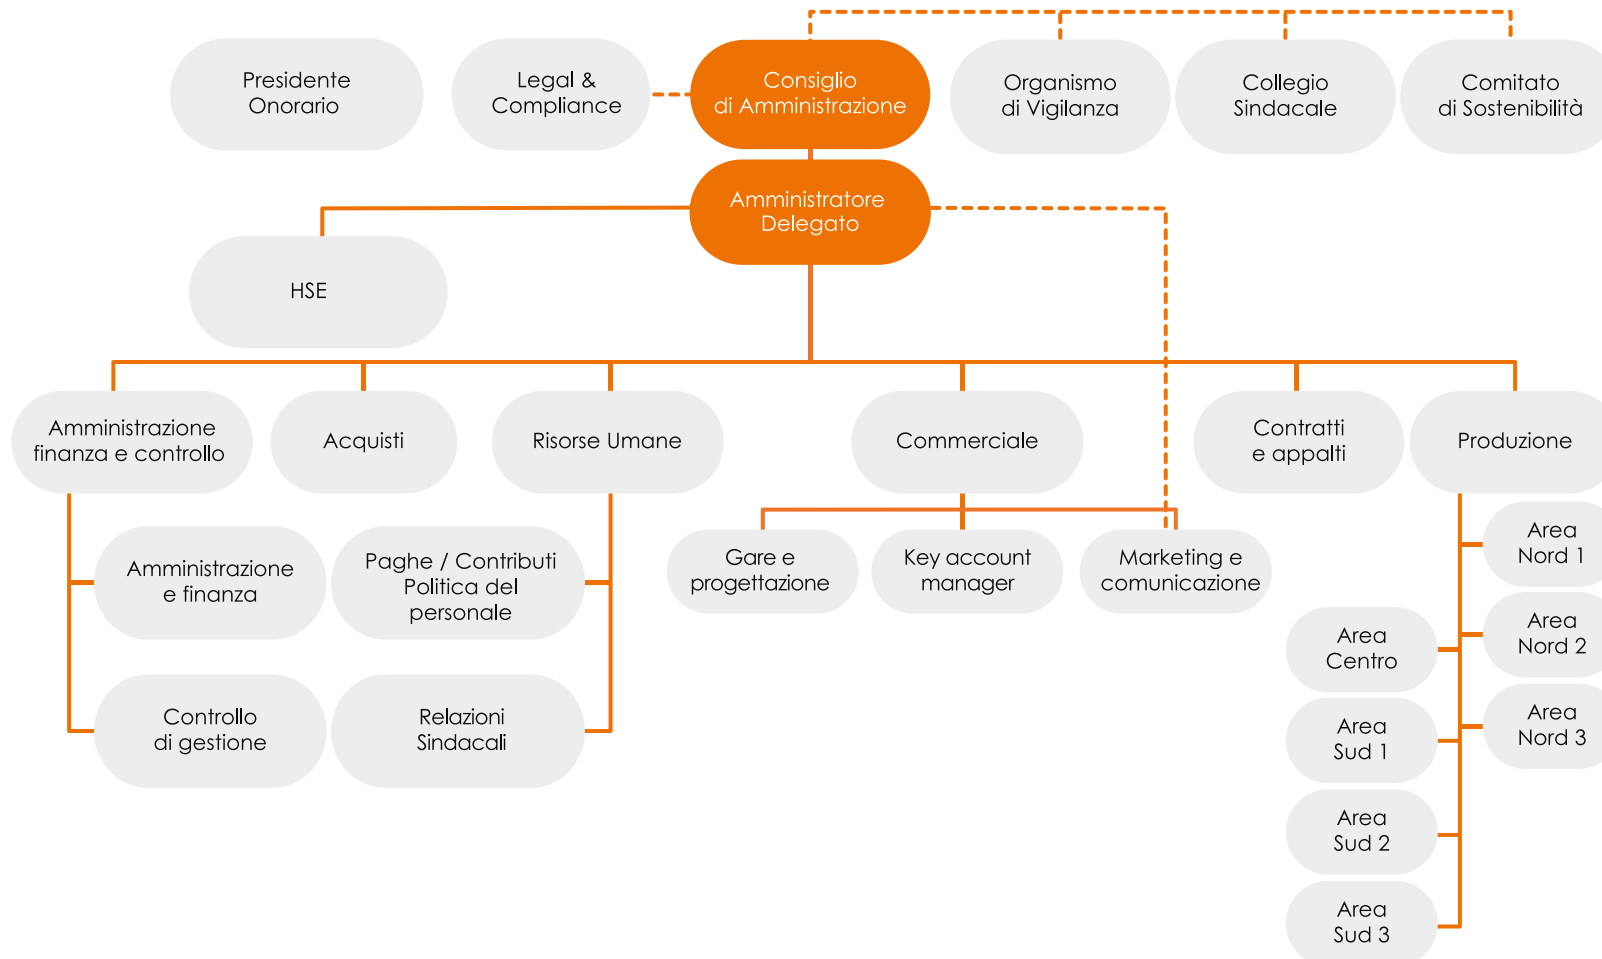 Presidente
Onorario
Legal &
Compliance
Consiglio
di Amministrazione
Organismo
di Vigilanza
Collegio
Sindacale
Comitato
di Sostenibilità
Amministratore
Delegato
HSE
Amministrazione
finanza e controllo
Acquisti
Risorse Umane
Commerciale
Contratti
e appalti
Produzione
Amministrazione
e finanza
Paghe / Contributi
Politica del
personale
Gare e
progettazione
Key account
manager
Marketing e
comunicazione
Area
Nord 1
Area
Centro
Area
Nord 2
Controllo
di gestione
Relazioni
Sindacali
Area
Sud 1
Area
Nord 3
Area
Sud 2
Area
Sud 3